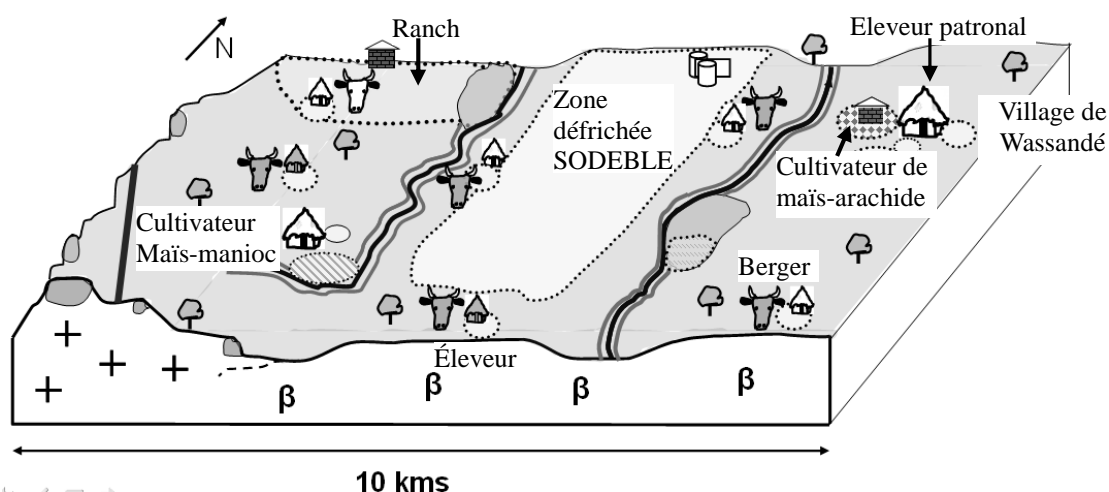 N
Ranch
Eleveur patronal
Zone
défrichée
SODEBLE
Village de
Wassandé
Cultivateur de
maïs-arachide
Cultivateur
Maïs-manioc
Berger
Éleveur
β
β
β
β
10 kms